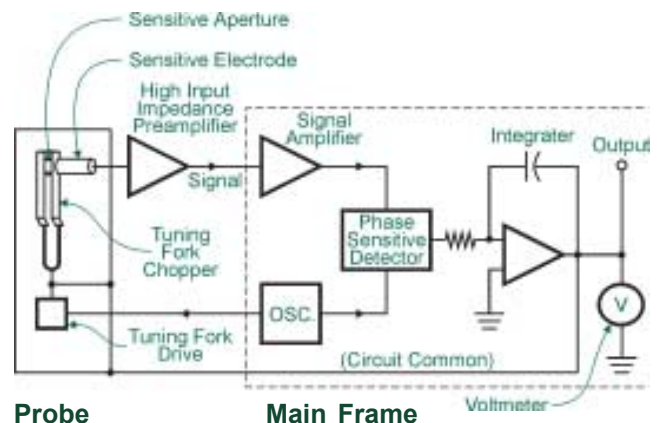 Sensitive Aperture
Sensitive Electrode
High Input
Impedance
Preamplifier
Signal
Amplifier
Integrater
Output
Signal
Phase
Sensitive
Detector
Tuning
Fork
Chopper
OSC.
V
Tuning Fork
Drive
(Circuit Common)
Voltmeter
Probe
Main Frame